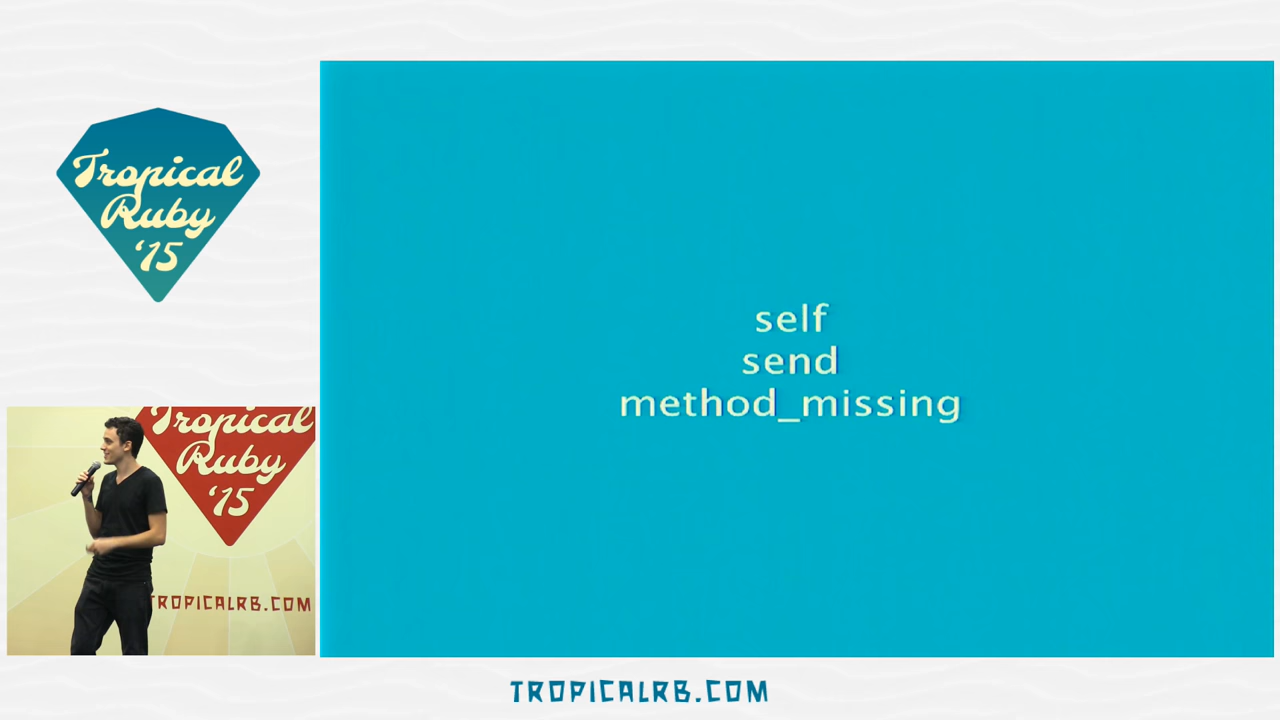 Tropical
Ruby
‘15
self
send
method_missing
Tropical
Ruby
‘15
TROPICALRB.COM
TROPICALRB.COM